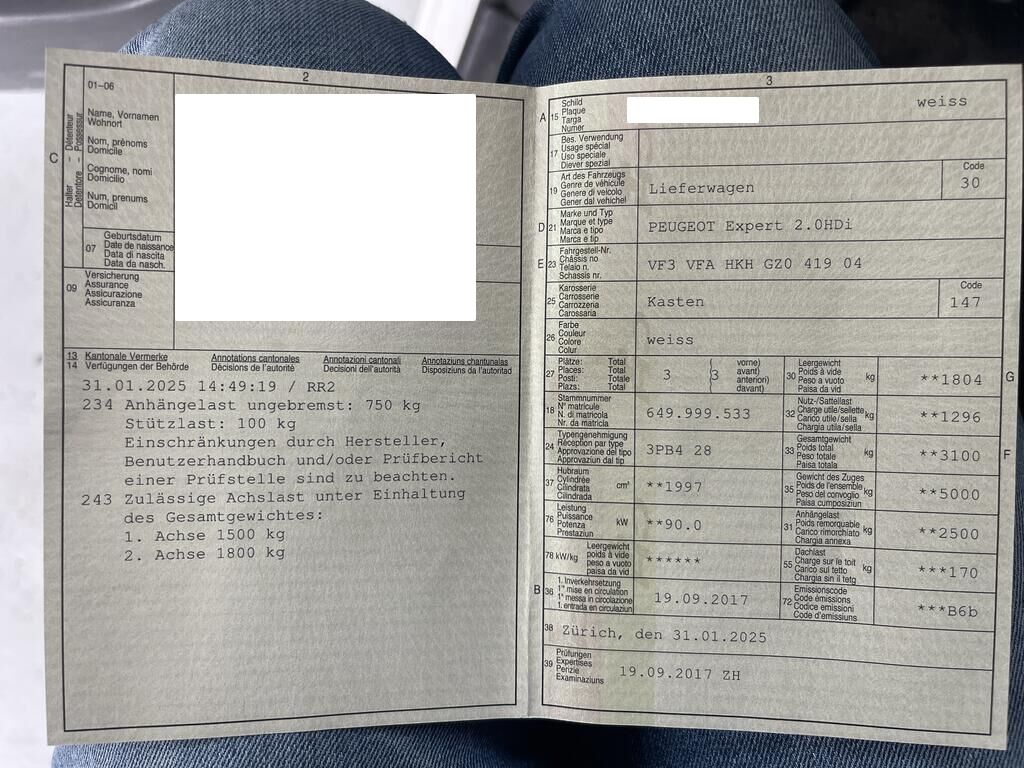 2
01–06
C
Halter - Détenteur
Detentore - Possessur
Name, Vornamen
Wohnort
Nom, prénoms
Domicile
Cognome, nomi
Domicilio
Num, prenums
Domicil
07
Geburtsdatum
Date de naissance
Data di nascita
Data da nasch.
09
Versicherung
Assurance
Assicurazione
Assicuranza
13 Kantonale Vermerke Annotations cantonales Annotazioni cantonali Annotaziuns chantunalas
14 Verfügungen der Behörde Décisions de l'autorité Decisioni dell'autorità Disposiziuns da l'autoritad
31.01.2025 14:49:19 / RR2
234 Anhängelast ungebremst: 750 kg
Stützlast: 100 kg
Einschränkungen durch Hersteller,
Benutzerhandbuch und/oder Prüfbericht
einer Prüfstelle sind zu beachten.
243 Zulässige Achslast unter Einhaltung
des Gesamtgewichtes:
1. Achse 1500 kg
2. Achse 1800 kg
3
A 15
Schild
Plaque
Targa
Numer
weiss
17
Bes. Verwendung
Usage spécial
Uso speciale
Diever spezial
19
Art des Fahrzeugs
Genre de véhicule
Genere di veicolo
Gener dal vehichel
Lieferwagen
Code
30
D 21
Marke und Typ
Marque et type
Marca e tipo
Marca e tip
PEUGEOT Expert 2.0HDi
E 23
Fahrgestell-Nr.
Châssis no
Telaio n.
Schassis nr.
VF3 VFA HKH GZ0 419 04
25
Karosserie
Carrosserie
Carrozzeria
Carossaria
Kasten
Code
147
26
Farbe
Couleur
Colore
Colur
weiss
27
Plätze: Total
Places: Total
Posti: Totale
Plazs: Total
3 (3
vorne)
avant)
anteriori)
davant)
30
Leergewicht
Poids à vide
Peso a vuoto
Paisa da vid
kg
**1804
G
18
Stammnummer
N° matricule
N. di matricola
Nr. da matricla
649.999.533
32
Nutz-/Sattellast
Charge utile/sellette
Carico utile/sella
Chargia utila/sella
kg
**1296
24
Typengenehmigung
Réception par type
Approvazione del tipo
Approvaziun dal tip
3PB4 28
33
Gesamtgewicht
Poids total
Peso totale
Paisa totala
kg
**3100
F
37
Hubraum
Cylindrée
Cilindrata
Cilindrada
cm³
**1997
35
Gewicht des Zuges
Poids de l'ensemble
Peso del convoglio
Paisa cumposiziun
kg
**5000
76
Leistung
Puissance
Potenza
Prestaziun
kW
**90.0
31
Anhängelast
Poids remorquable
Carico rimorchiato
Chargia annexa
kg
**2500
78 kW/kg
Leergewicht
poids à vide
peso a vuoto
paisa da vid
******
55
Dachlast
Charge sur le toit
Carico sul tetto
Chargia sin il tetg
kg
***170
B 36
1. Inverkehrsetzung
1re mise en circulation
1a messa in circolazione
1. entrada en circulaziun
19.09.2017
72
Emissionscode
Code émissions
Codice emissioni
Code d'emissiuns
***B6b
38
Zürich, den 31.01.2025
39
Prüfungen
Expertises
Perizie
Examinaziuns
19.09.2017 ZH